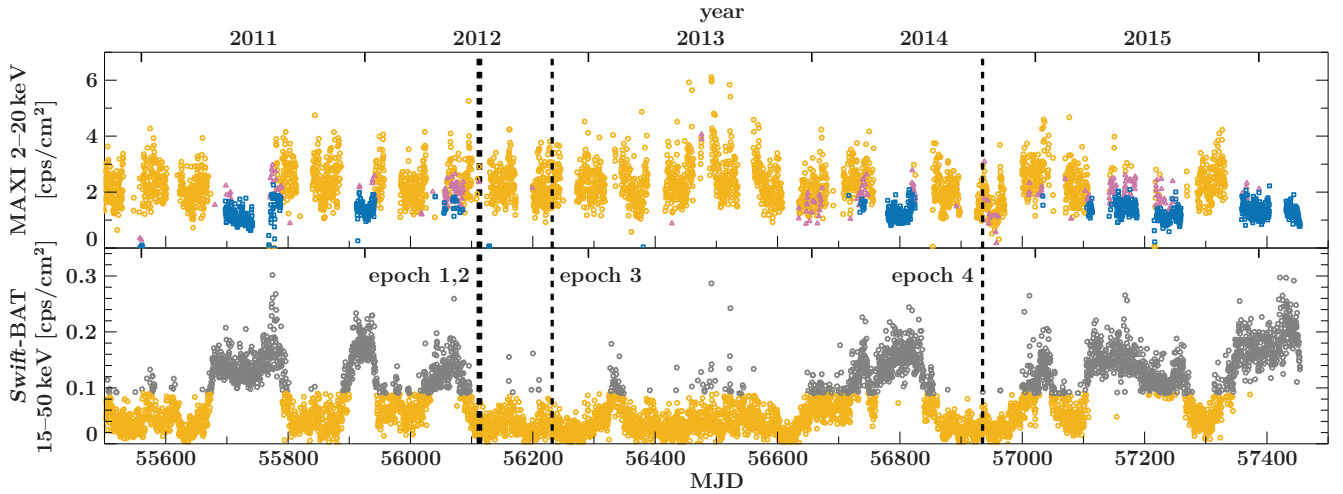 year
2011 2012 2013 2014 2015
MAXI 2–20 keV
[cps/cm²]
6
4
2
0
Swift-BAT
15–50 keV [cps/cm²]
0.3
0.2
0.1
0
epoch 1,2
epoch 3
epoch 4
55600 55800 56000 56200 56400 56600 56800 57000 57200 57400
MJD